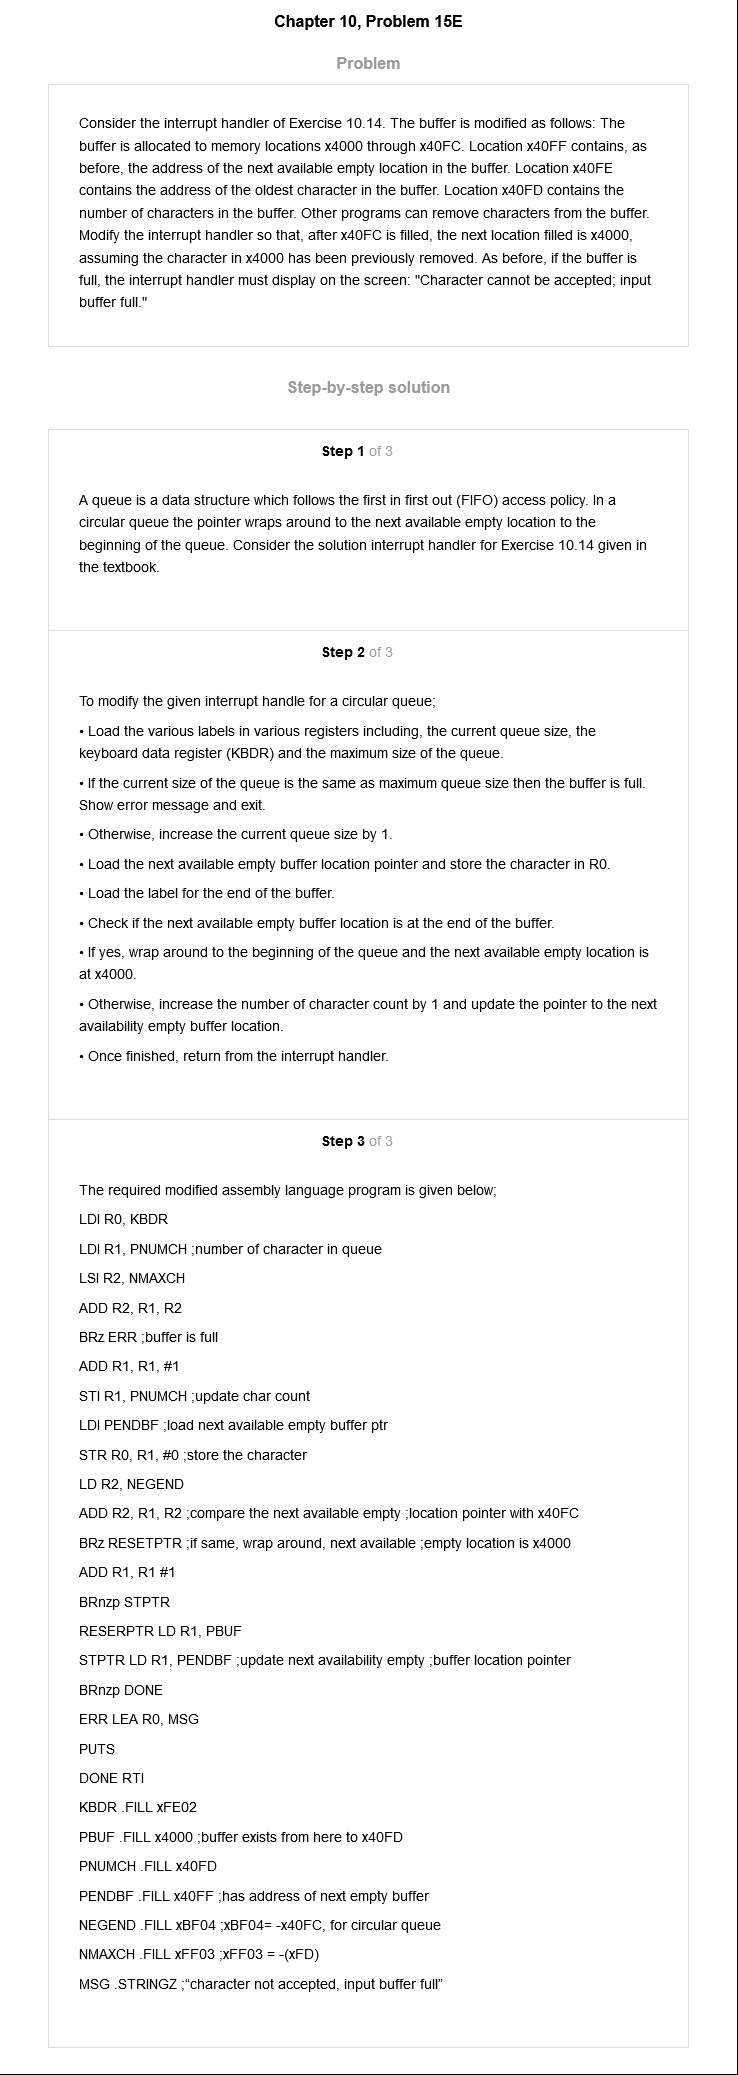 Chapter 10, Problem 15E
Problem
Consider the interrupt handler of Exercise 10.14. The buffer is modified as follows: The
buffer is allocated to memory locations x4000 through x40FC. Location x40FF contains, as
before, the address of the next available empty location in the buffer. Location x40FE
contains the address of the oldest character in the buffer. Location x40FD contains the
number of characters in the buffer. Other programs can remove characters from the buffer.
Modify the interrupt handler so that, after x40FC is filled, the next location filled is x4000,
assuming the character in x4000 has been previously removed. As before, if the buffer is
full, the interrupt handler must display on the screen: "Character cannot be accepted; input
buffer full."
Step-by-step solution
Step 1 of 3
A queue is a data structure which follows the first in first out (FIFO) access policy. In a
circular queue the pointer wraps around to the next available empty location to the
beginning of the queue. Consider the solution interrupt handler for Exercise 10.14 given in
the textbook.
Step 2 of 3
To modify the given interrupt handle for a circular queue;
• Load the various labels in various registers including, the current queue size, the
keyboard data register (KBDR) and the maximum size of the queue.
• If the current size of the queue is the same as maximum queue size then the buffer is full.
Show error message and exit.
• Otherwise, increase the current queue size by 1.
• Load the next available empty buffer location pointer and store the character in R0.
• Load the label for the end of the buffer.
• Check if the next available empty buffer location is at the end of the buffer.
• If yes, wrap around to the beginning of the queue and the next available empty location is
at x4000.
• Otherwise, increase the number of character count by 1 and update the pointer to the next
availability empty buffer location.
• Once finished, return from the interrupt handler.
Step 3 of 3
The required modified assembly language program is given below;
LDI R0, KBDR
LDI R1, PNUMCH ;number of character in queue
LSI R2, NMAXCH
ADD R2, R1, R2
BRz ERR ;buffer is full
ADD R1, R1, #1
STI R1, PNUMCH ;update char count
LDI PENDBF ;load next available empty buffer ptr
STR R0, R1, #0 ;store the character
LD R2, NEGEND
ADD R2, R1, R2 ;compare the next available empty ;location pointer with x40FC
BRz RESETPTR ;if same, wrap around, next available ;empty location is x4000
ADD R1, R1 #1
BRnzp STPTR
RESERPTR LD R1, PBUF
STPTR LD R1, PENDBF ;update next availability empty ;buffer location pointer
BRnzp DONE
ERR LEA R0, MSG
PUTS
DONE RTI
KBDR .FILL xFE02
PBUF .FILL x4000 ;buffer exists from here to x40FD
PNUMCH .FILL x40FD
PENDBF .FILL x40FF ;has address of next empty buffer
NEGEND .FILL xBF04 ;xBF04= -x40FC, for circular queue
NMAXCH .FILL xFF03 ;xFF03 = -(xFD)
MSG .STRINGZ ;“character not accepted, input buffer full”